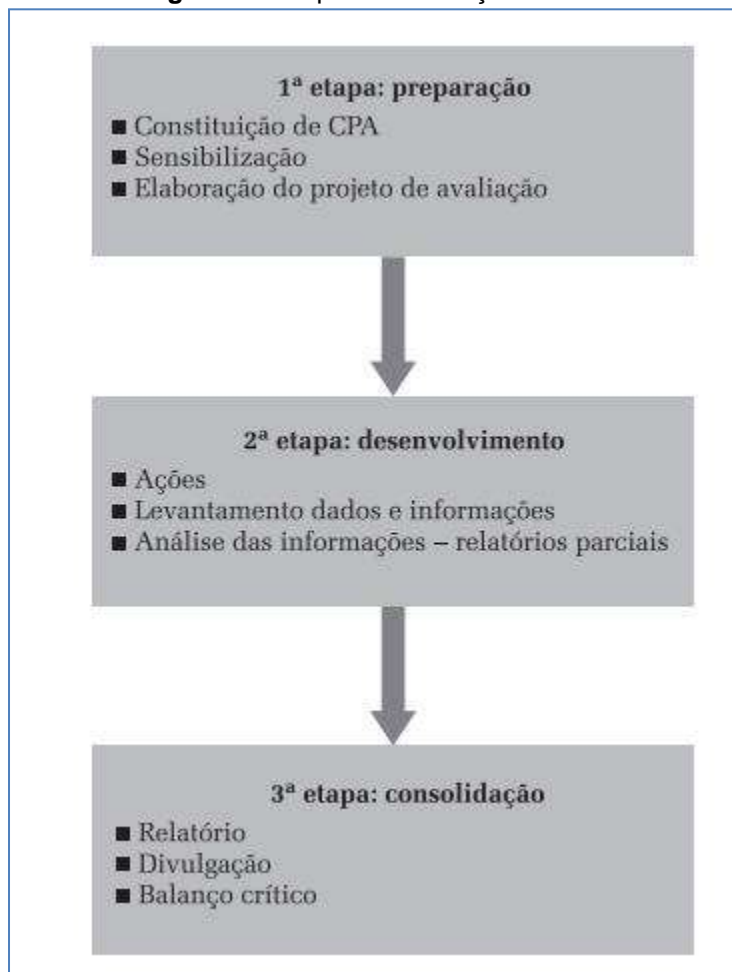 1ª etapa: preparação
■ Constituição de CPA
■ Sensibilização
■ Elaboração do projeto de avaliação
2ª etapa: desenvolvimento
■ Ações
■ Levantamento dados e informações
■ Análise das informações – relatórios parciais
3ª etapa: consolidação
■ Relatório
■ Divulgação
■ Balanço crítico